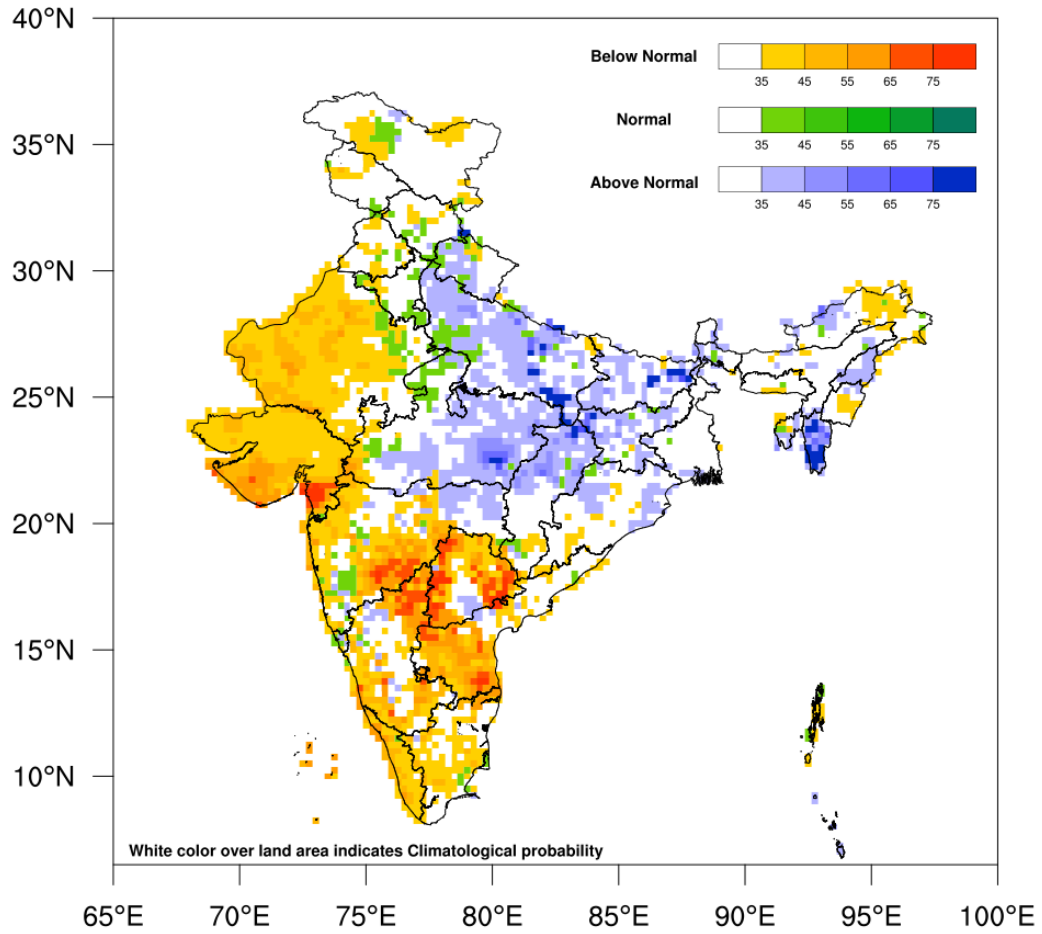 40°N
35°N
30°N
25°N
20°N
15°N
10°N
Below Normal
35 45 55 65 75
Normal
35 45 55 65 75
Above Normal
35 45 55 65 75
White color over land area indicates Climatological probability
65°E 70°E 75°E 80°E 85°E 90°E 95°E 100°E